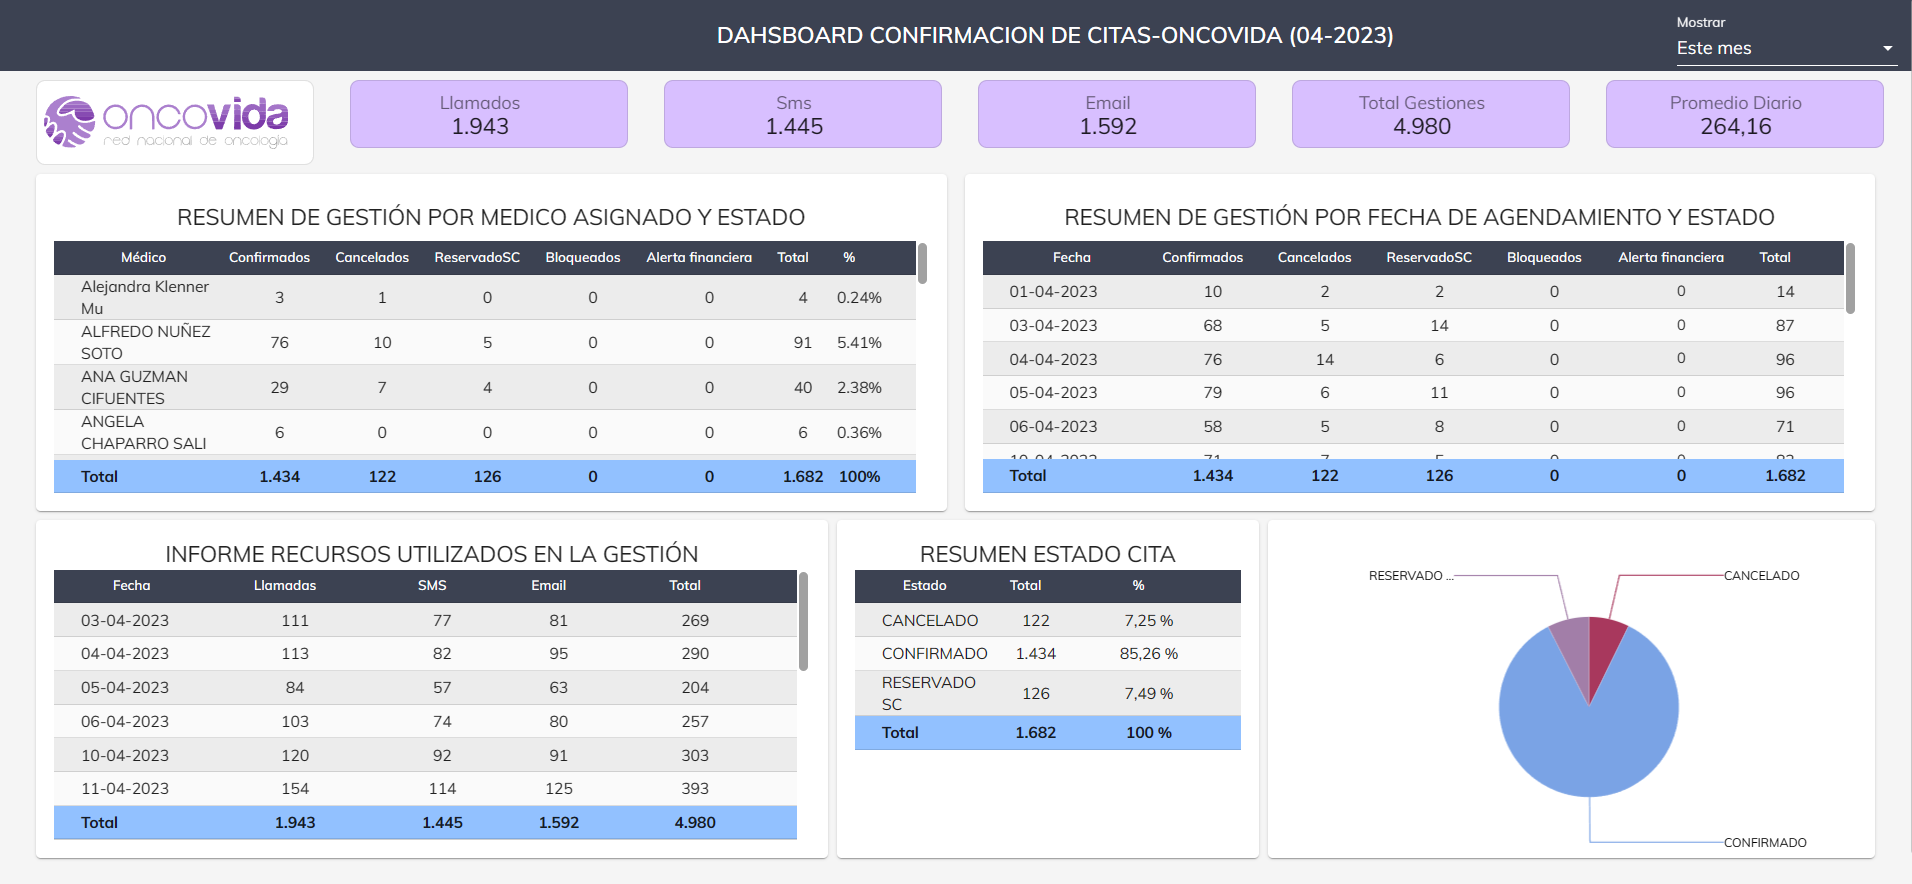 DAHSBOARD CONFIRMACION DE CITAS-ONCOVIDA (04-2023)
Mostrar
Este mes
oncovida
red nacional de oncología
Llamados
1.943
Sms
1.445
Email
1.592
Total Gestiones
4.980
Promedio Diario
264,16
RESUMEN DE GESTIÓN POR MEDICO ASIGNADO Y ESTADO
Médico Confirmados Cancelados ReservadoSC Bloqueados Alerta financiera Total %
Alejandra Klenner Mu 3 1 0 0 0 4 0.24%
ALFREDO NUÑEZ SOTO 76 10 5 0 0 91 5.41%
ANA GUZMAN CIFUENTES 29 7 4 0 0 40 2.38%
ANGELA CHAPARRO SALI 6 0 0 0 0 6 0.36%
Total 1.434 122 126 0 0 1.682 100%
RESUMEN DE GESTIÓN POR FECHA DE AGENDAMIENTO Y ESTADO
Fecha Confirmados Cancelados ReservadoSC Bloqueados Alerta financiera Total
01-04-2023 10 2 2 0 0 14
03-04-2023 68 5 14 0 0 87
04-04-2023 76 14 6 0 0 96
05-04-2023 79 6 11 0 0 96
06-04-2023 58 5 8 0 0 71
Total 1.434 122 126 0 0 1.682
INFORME RECURSOS UTILIZADOS EN LA GESTIÓN
Fecha Llamadas SMS Email Total
03-04-2023 111 77 81 269
04-04-2023 113 82 95 290
05-04-2023 84 57 63 204
06-04-2023 103 74 80 257
10-04-2023 120 92 91 303
11-04-2023 154 114 125 393
Total 1.943 1.445 1.592 4.980
RESUMEN ESTADO CITA
Estado Total %
CANCELADO 122 7,25 %
CONFIRMADO 1.434 85,26 %
RESERVADO SC 126 7,49 %
Total 1.682 100 %
RESERVADO ...
CANCELADO
CONFIRMADO